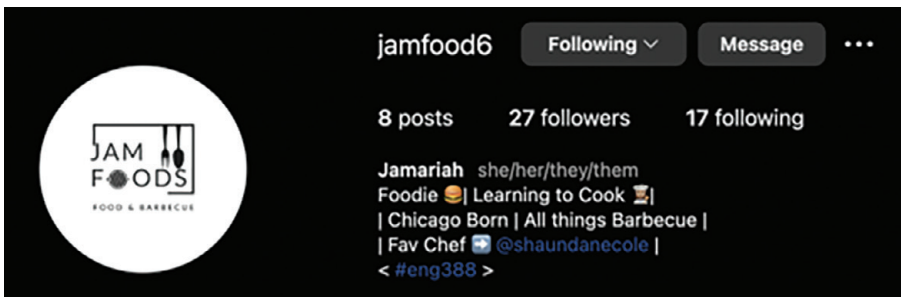 jamfood6 Following Message
8 posts 27 followers 17 following
JAM
FOODS
FOOD & BARBECUE
Jamariah she/her/they/them
Foodie 🍔| Learning to Cook 👩🏽‍🍳|
| Chicago Born | All things Barbecue |
| Fav Chef ➡️ @shaundanecole |
< #eng388 >